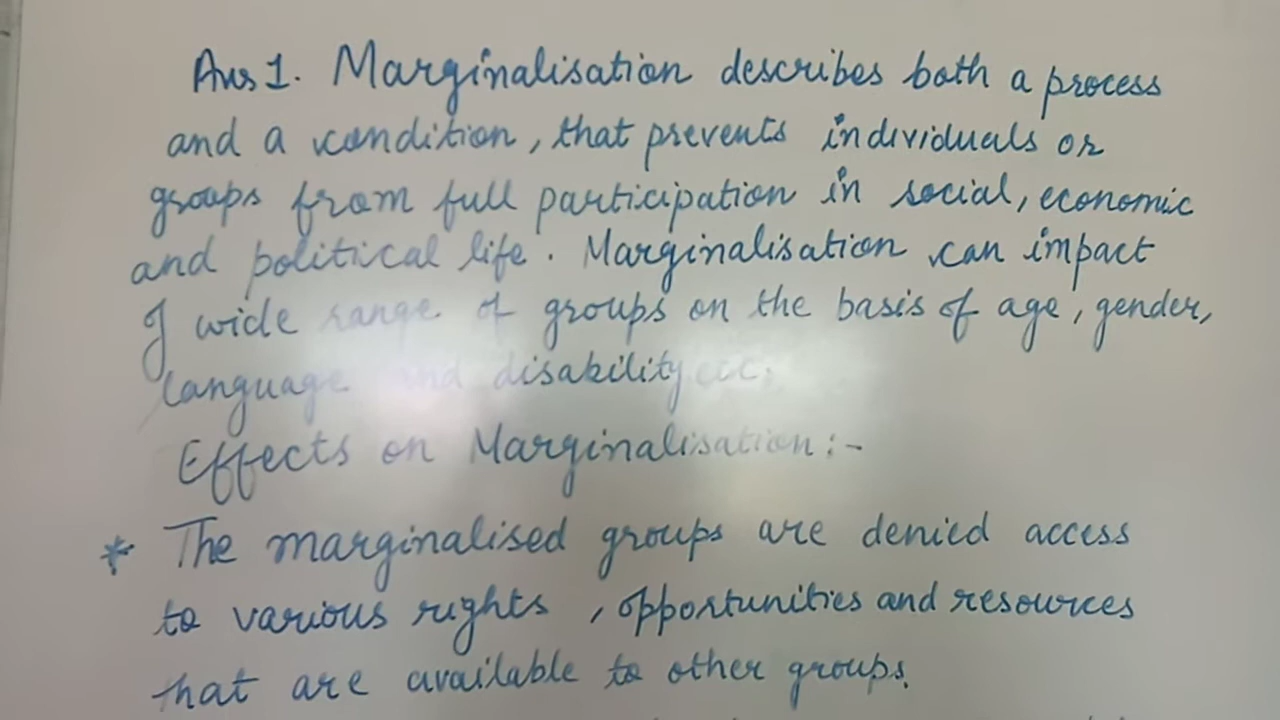 Ans 1. Marginalisation describes both a process
and a condition, that prevents individuals or
groups from full participation in social, economic
and political life. Marginalisation can impact
wide range of groups on the basis of age, gender,
language and disability etc.
Effects on Marginalisation :-
* The marginalised groups are denied access
to various rights, opportunities and resources
that are available to other groups.